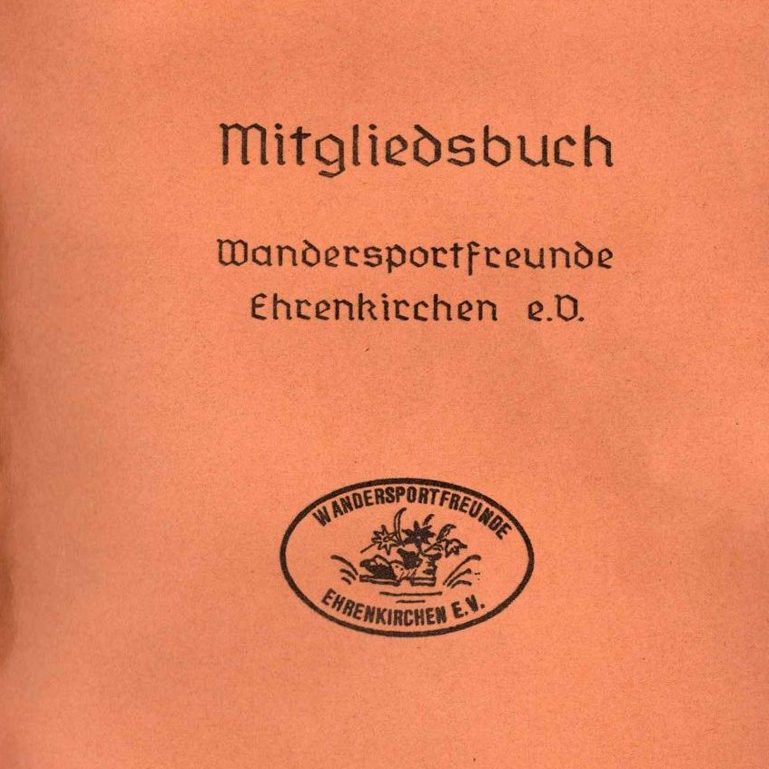 Mitgliedsbuch
Wandersportfreunde
Ehrenkirchen e.V.
WANDERSPORTFREUNDE
EHRENKIRCHEN E.V.